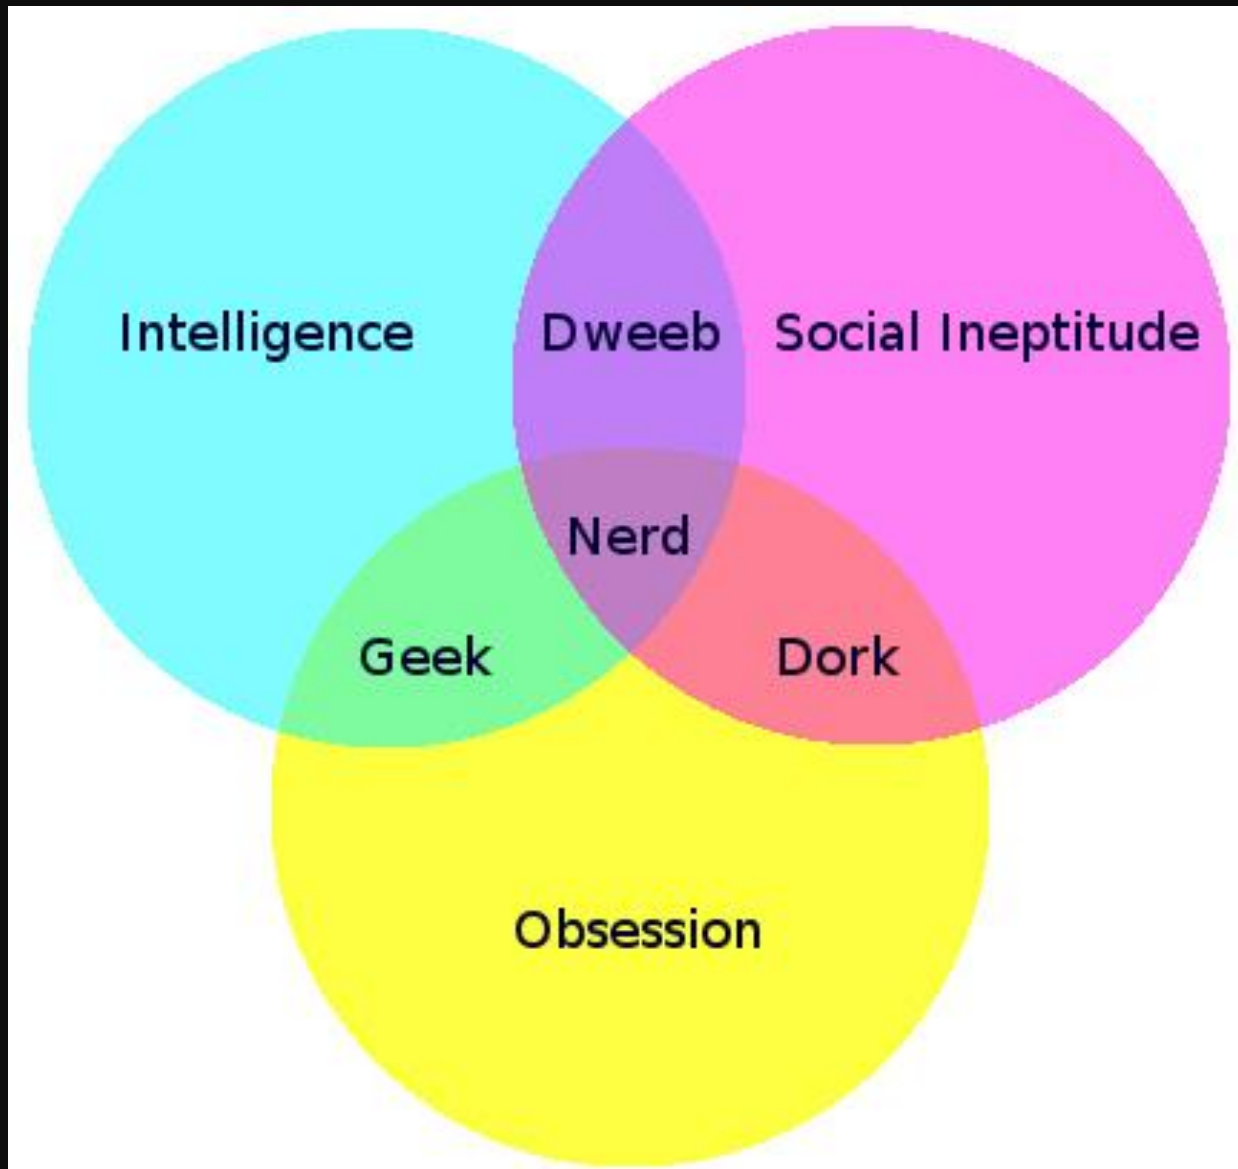 Intelligence
Dweeb
Social Ineptitude
Nerd
Geek
Dork
Obsession